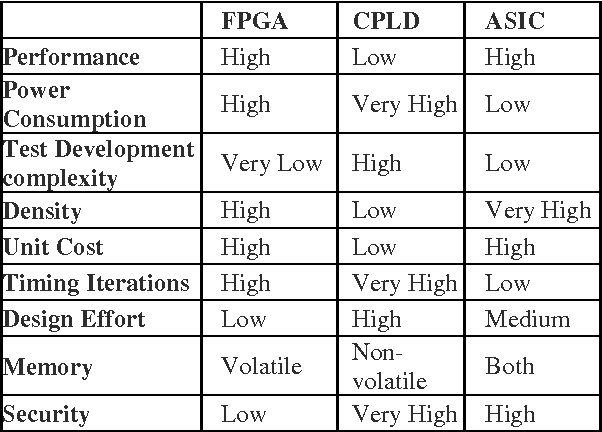 FPGA CPLD ASIC
Performance High Low High
Power
Consumption High Very High Low
Test Development
complexity Very Low High Low
Density High Low Very High
Unit Cost High Low High
Timing Iterations High Very High Low
Design Effort Low High Medium
Memory Volatile Non-
volatile Both
Security Low Very High High